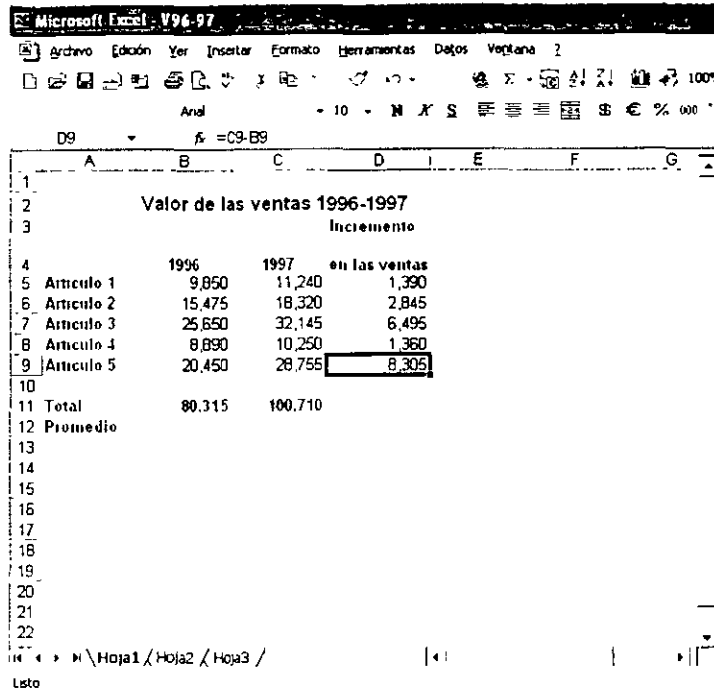 Microsoft Excel - V96-97
Archivo Edición Ver Insertar Formato Herramientas Datos Ventana ?
100%
Arial 10 N K S $ € % 000
D9 fx =C9-B9
A B C D E F G
1
2 Valor de las ventas 1996-1997
3 Incremento
4 1996 1997 en las ventas
5 Articulo 1 9,850 11,240 1,390
6 Articulo 2 15,475 18,320 2,845
7 Articulo 3 25,650 32,145 6,495
8 Articulo 4 8,890 10,250 1,360
9 Articulo 5 20,450 28,755 8,305
10
11 Total 80,315 100,710
12 Promedio
13
14
15
16
17
18
19
20
21
22
Hoja1 Hoja2 Hoja3
Listo